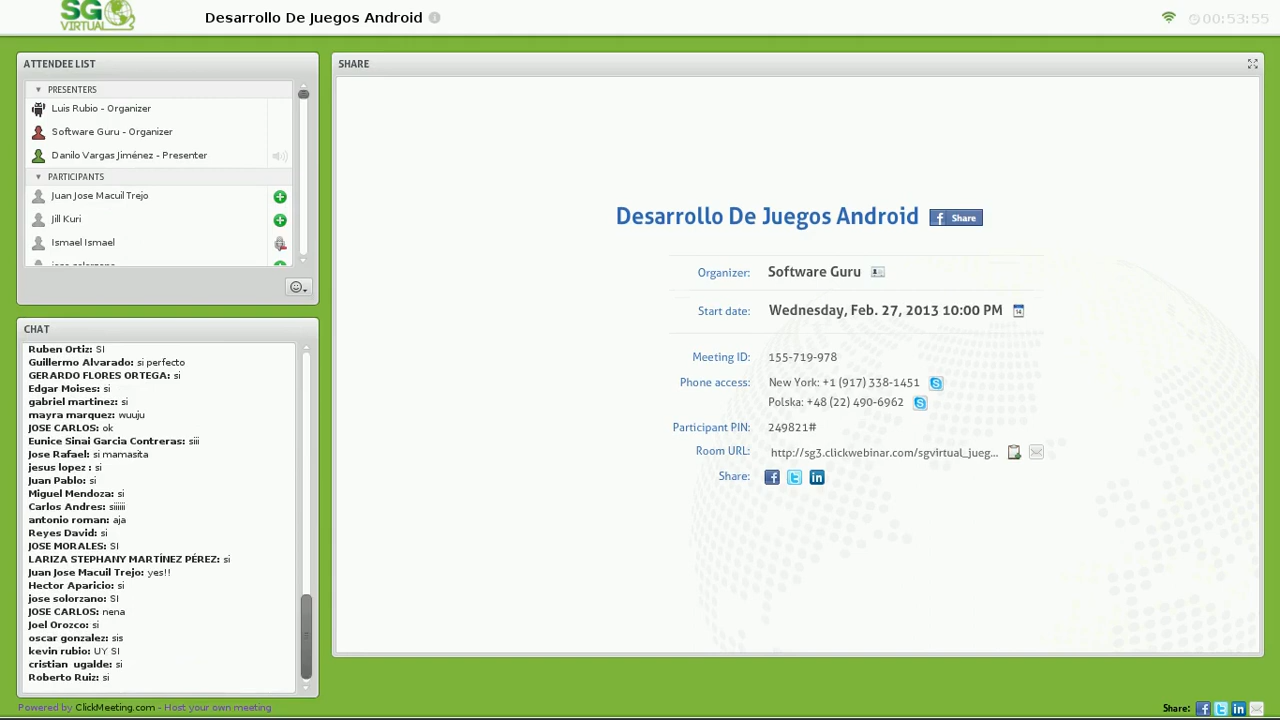 SG
VIRTUAL
Desarrollo De Juegos Android
00:53:55
ATTENDEE LIST
PRESENTERS
Luis Rubio - Organizer
Software Guru - Organizer
Danilo Vargas Jiménez - Presenter
PARTICIPANTS
Juan Jose Macuil Trejo
Jill Kuri
Ismael Ismael
jose solorzano
CHAT
Ruben Ortiz: SI
Guillermo Alvarado: si perfecto
GERARDO FLORES ORTEGA: si
Edgar Moises: si
gabriel martinez: si
mayra marquez: wuuju
JOSE CARLOS: ok
Eunice Sinai Garcia Contreras: siii
Jose Rafael: si mamasita
jesus lopez : si
Juan Pablo: si
Miguel Mendoza: si
Carlos Andres: siiiiii
antonio roman: aja
Reyes David: si
JOSE MORALES: SI
LARIZA STEPHANY MARTÍNEZ PÉREZ: si
Juan Jose Macuil Trejo: yes!!
Hector Aparicio: si
jose solorzano: SI
JOSE CARLOS: nena
Joel Orozco: si
oscar gonzalez: sis
kevin rubio: UY SI
cristian ugalde: si
Roberto Ruiz: si
SHARE
Desarrollo De Juegos Android
f Share
Organizer: Software Guru
Start date: Wednesday, Feb. 27, 2013 10:00 PM
14
Meeting ID: 155-719-978
Phone access: New York: +1 (917) 338-1451
Polska: +48 (22) 490-6962
Participant PIN: 249821#
Room URL: http://sg3.clickwebinar.com/sgvirtual_jueg...
Share:
Powered by ClickMeeting.com - Host your own meeting
Share: